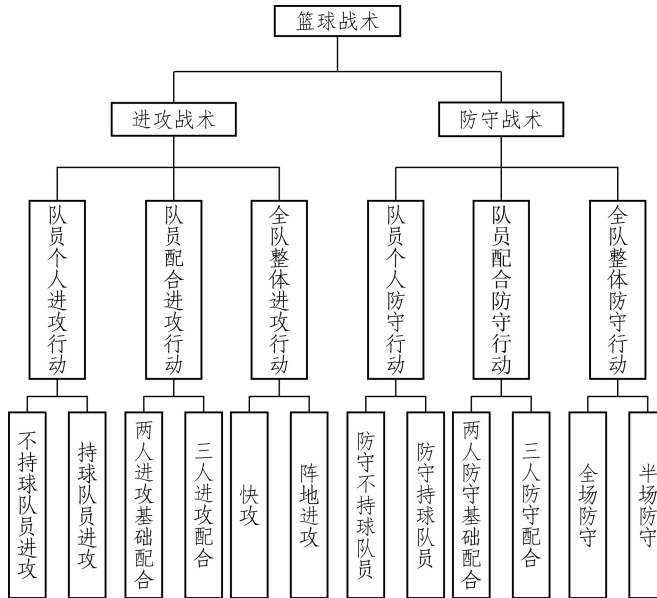 篮球战术
进攻战术
防守战术
队员个人进攻行动
队员配合进攻行动
全队整体进攻行动
队员个人防守行动
队员配合防守行动
全队整体防守行动
不持球队员进攻
持球队员进攻
两人进攻基础配合
三人进攻配合
快攻
阵地进攻
防守不持球队员
防守持球队员
两人防守基础配合
三人防守配合
全场防守
半场防守